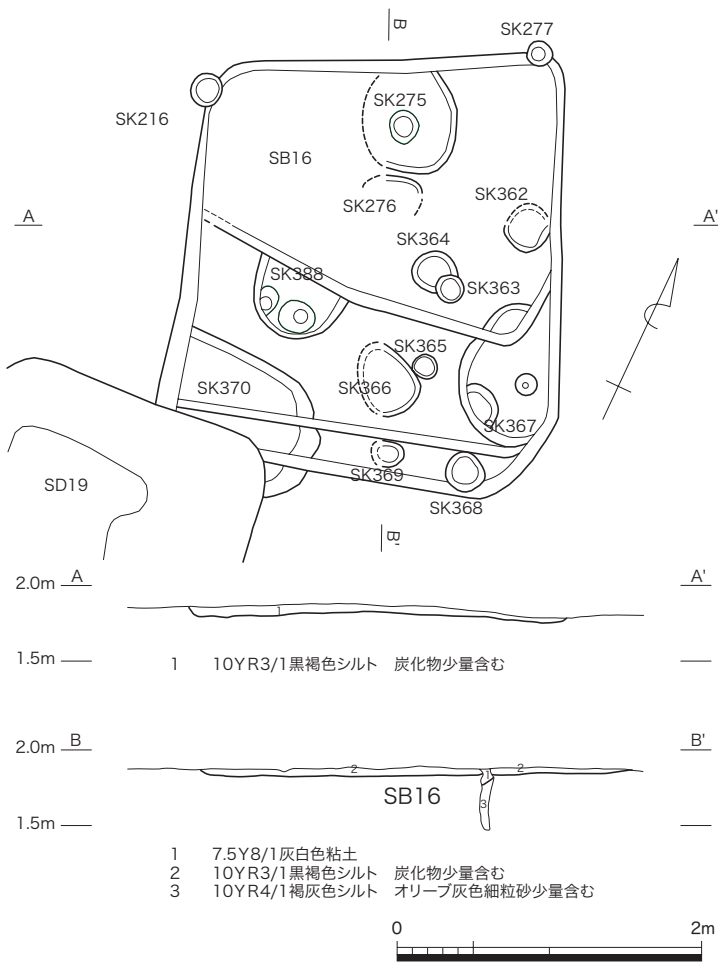 B
SK277
SK275
SK216
SB16
SK276
SK362
A
A'
SK364
SK388
SK363
SK365
SK370
SK366
SK367
SD19
SK369
SK368
B'
2.0m A A'
1
1.5m
1 10YR3/1黒褐色シルト 炭化物少量含む
2.0m B B'
2 1 2
SB16
3
1.5m
1 7.5Y8/1灰白色粘土
2 10YR3/1黒褐色シルト 炭化物少量含む
3 10YR4/1褐灰色シルト オリーブ灰色細粒砂少量含む
0 2m